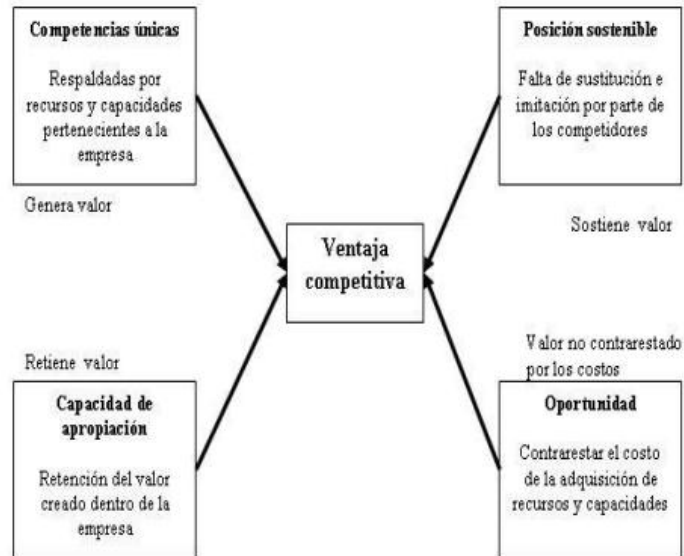 Competencias únicas
Respaldadas por
recursos y capacidades
pertenecientes a la
empresa
Genera valor
Posición sostenible
Falta de sustitución e
imitación por parte de
los competidores
Sostiene valor
Ventaja
competitiva
Retiene valor
Capacidad de
apropiación
Retención del valor
creado dentro de la
empresa
Valor no contrarestado
por los costos
Oportunidad
Contrarestar el costo
de la adquisición de
recursos y capacidades